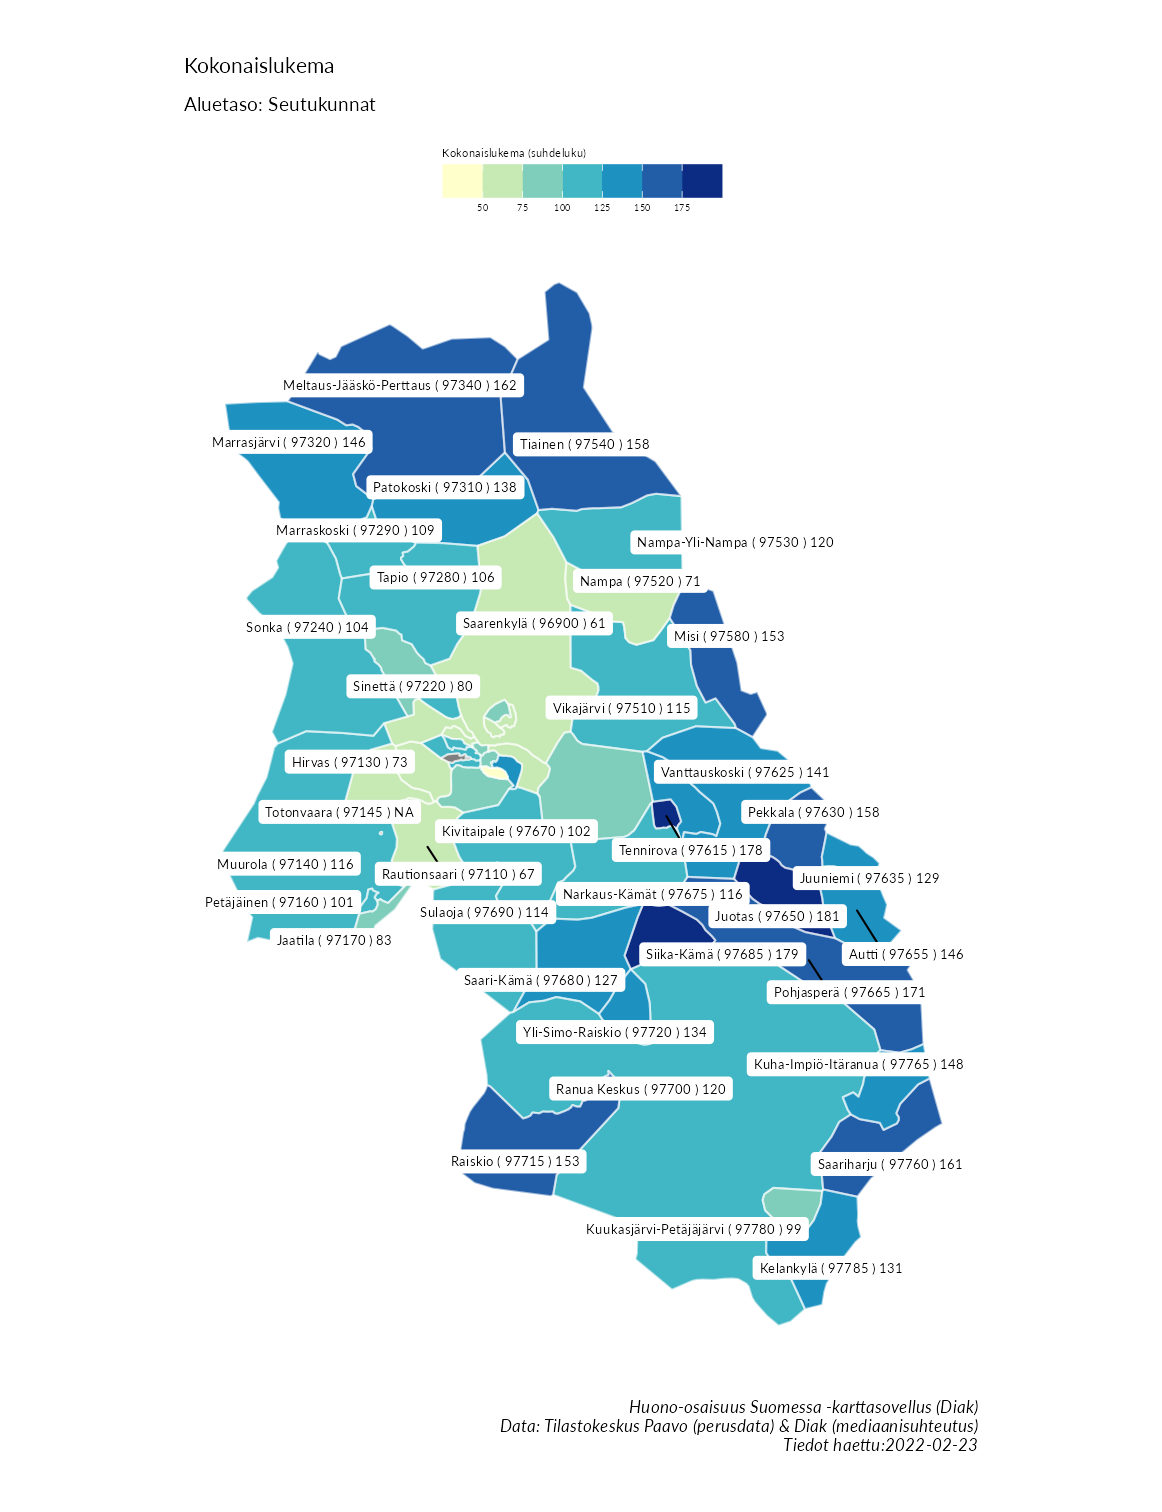 Kokonaislukema
Aluetaso: Seutukunnat
Kokonaislukema (suhdeluku)
50 75 100 125 150 175
Meltaus-Jääskö-Perttaus ( 97340 ) 162
Marrasjärvi ( 97320 ) 146
Tiainen ( 97540 ) 158
Patokoski ( 97310 ) 138
Marraskoski ( 97290 ) 109
Nampa-Yli-Nampa ( 97530 ) 120
Tapio ( 97280 ) 106
Nampa ( 97520 ) 71
Sonka ( 97240 ) 104
Saarenkylä ( 96900 ) 61
Misi ( 97580 ) 153
Sinettä ( 97220 ) 80
Vikajärvi ( 97510 ) 115
Hirvas ( 97130 ) 73
Vanttauskoski ( 97625 ) 141
Totonvaara ( 97145 ) NA
Pekkala ( 97630 ) 158
Kivitaipale ( 97670 ) 102
Tennirova ( 97615 ) 178
Muurola ( 97140 ) 116
Rautionsaari ( 97110 ) 67
Juuniemi ( 97635 ) 129
Narkaus-Kämät ( 97675 ) 116
Petäjäinen ( 97160 ) 101
Sulaoja ( 97690 ) 114
Juotas ( 97650 ) 181
Jaatila ( 97170 ) 83
Siika-Kämä ( 97685 ) 179
Autti ( 97655 ) 146
Saari-Kämä ( 97680 ) 127
Pohjasperä ( 97665 ) 171
Yli-Simo-Raiskio ( 97720 ) 134
Kuha-Impiö-Itäranua ( 97765 ) 148
Ranua Keskus ( 97700 ) 120
Raiskio ( 97715 ) 153
Saariharju ( 97760 ) 161
Kuukasjärvi-Petäjäjärvi ( 97780 ) 99
Kelankylä ( 97785 ) 131
Huono-osaisuus Suomessa -karttasovellus (Diak)
Data: Tilastokeskus Paavo (perusdata) & Diak (mediaanisuhteutus)
Tiedot haettu:2022-02-23